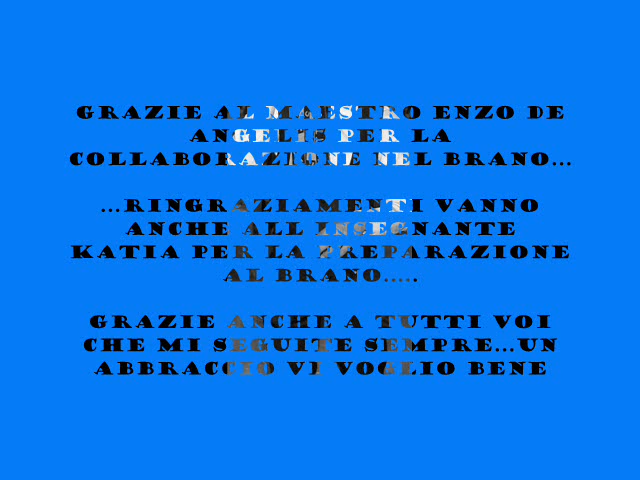 GRAZIE AL MAESTRO ENZO DE
ANGELIS PER LA
COLLABORAZIONE NEL BRANO...
...RINGRAZIAMENTI VANNO
ANCHE ALL INSEGNANTE
KATIA PER LA PREPARAZIONE
AL BRANO.....
GRAZIE ANCHE A TUTTI VOI
CHE MI SEGUITE SEMPRE...UN
ABBRACCIO VI VOGLIO BENE